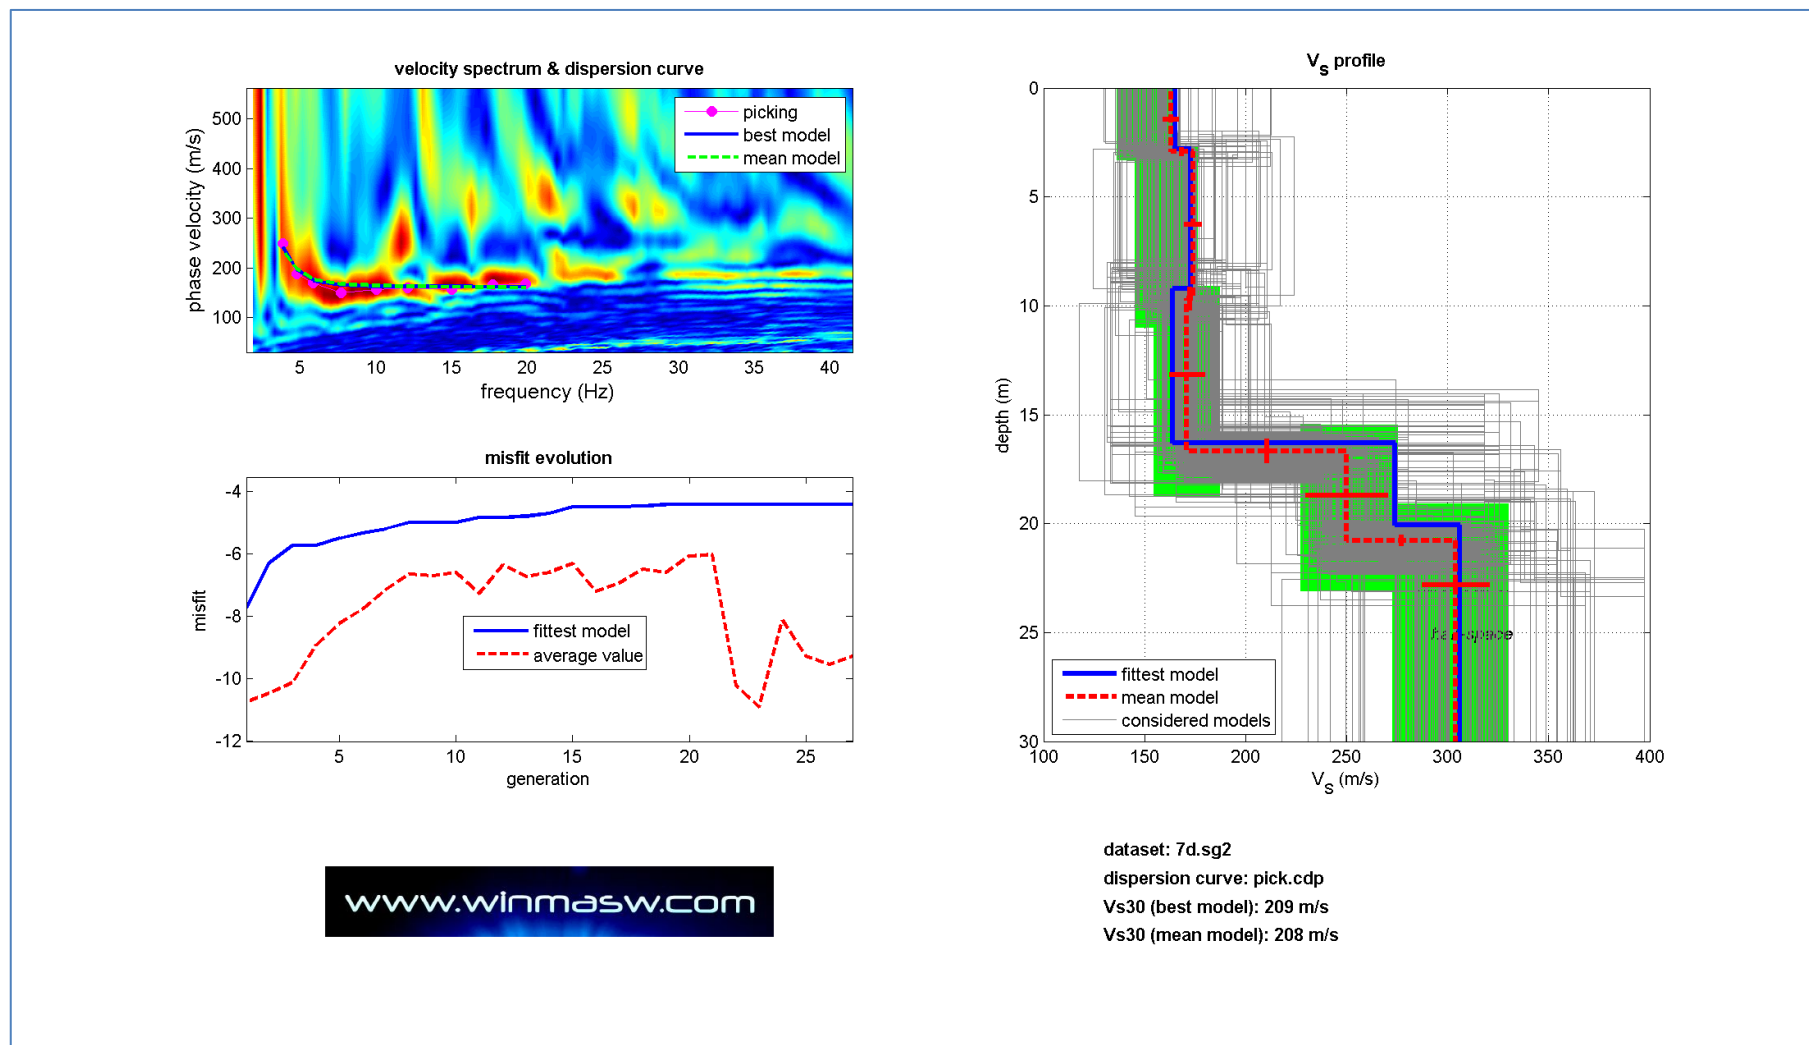 velocity spectrum & dispersion curve
phase velocity (m/s)
500
400
300
200
100
picking
best model
mean model
5
10
15
20
25
30
35
40
frequency (Hz)
misfit evolution
misfit
-4
-6
-8
-10
-12
fittest model
average value
5
10
15
20
25
generation
www.winmasw.com
VS profile
depth (m)
0
5
10
15
20
25
30
half-space
fittest model
mean model
considered models
100
150
200
250
300
350
400
VS (m/s)
dataset: 7d.sg2
dispersion curve: pick.cdp
Vs30 (best model): 209 m/s
Vs30 (mean model): 208 m/s